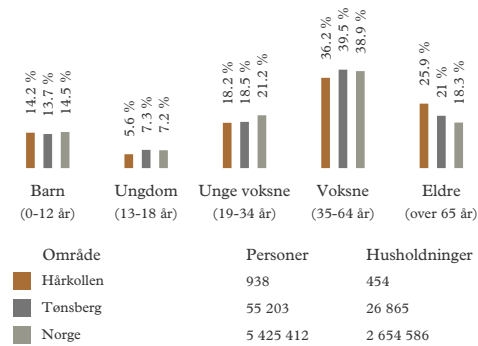 14.2 % 13.7 % 14.5 % 5.6 % 7.3 % 7.2 % 18.2 % 18.5 % 21.2 % 36.2 % 39.5 % 38.9 % 25.9 % 21 % 18.3 %
Barn Ungdom Unge voksne Voksne Eldre
(0-12 år) (13-18 år) (19-34 år) (35-64 år) (over 65 år)
Område Personer Husholdninger
Hårkollen 938 454
Tønsberg 55 203 26 865
Norge 5 425 412 2 654 586